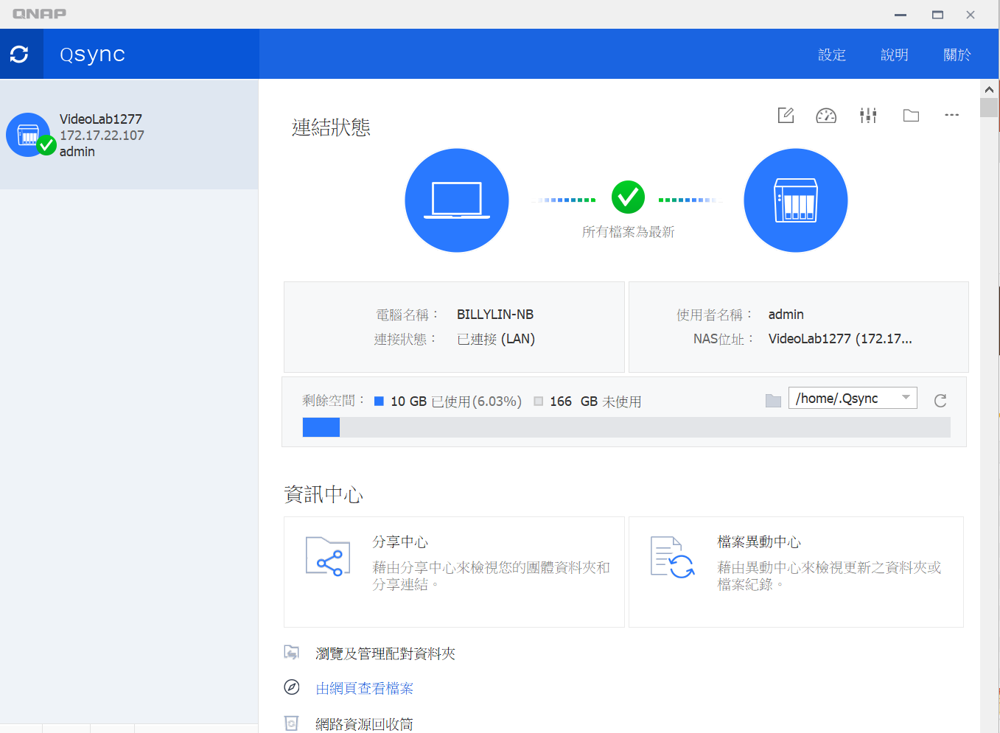 QNAP
Qsync
設定 說明 關於
VideoLab1277
172.17.22.107
admin
連結狀態
所有檔案為最新
電腦名稱： BILLYLIN-NB
連接狀態： 已連接 (LAN)
使用者名稱： admin
NAS位址： VideoLab1277 (172.17...
剩餘空間： 10 GB 已使用(6.03%) 166 GB 未使用
/home/.Qsync
資訊中心
分享中心
藉由分享中心來檢視您的團體資料夾和
分享連結。
檔案異動中心
藉由異動中心來檢視更新之資料夾或
檔案紀錄。
瀏覽及管理配對資料夾
由網頁查看檔案
網路資源回收筒